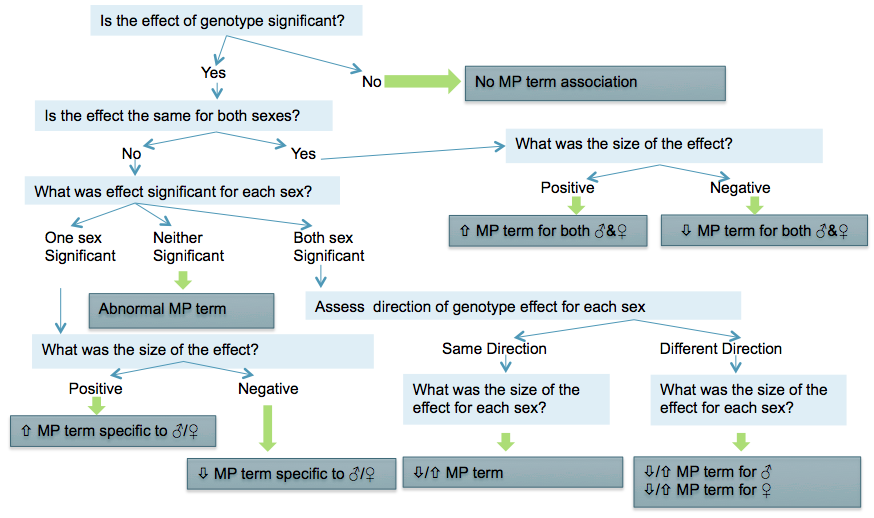 Is the effect of genotype significant?
Yes
No
No MP term association
Is the effect the same for both sexes?
No
Yes
What was the size of the effect?
Positive
Negative
⇧ MP term for both ♂&♀
⇩ MP term for both ♂&♀
What was effect significant for each sex?
One sex
Significant
Neither
Significant
Both sex
Significant
Abnormal MP term
Assess direction of genotype effect for each sex
What was the size of the effect?
Positive
Negative
⇧ MP term specific to ♂/♀
⇩ MP term specific to ♂/♀
Same Direction
Different Direction
What was the size of the
effect for each sex?
What was the size of the
effect for each sex?
⇩/⇧ MP term
⇩/⇧ MP term for ♂
⇩/⇧ MP term for ♀